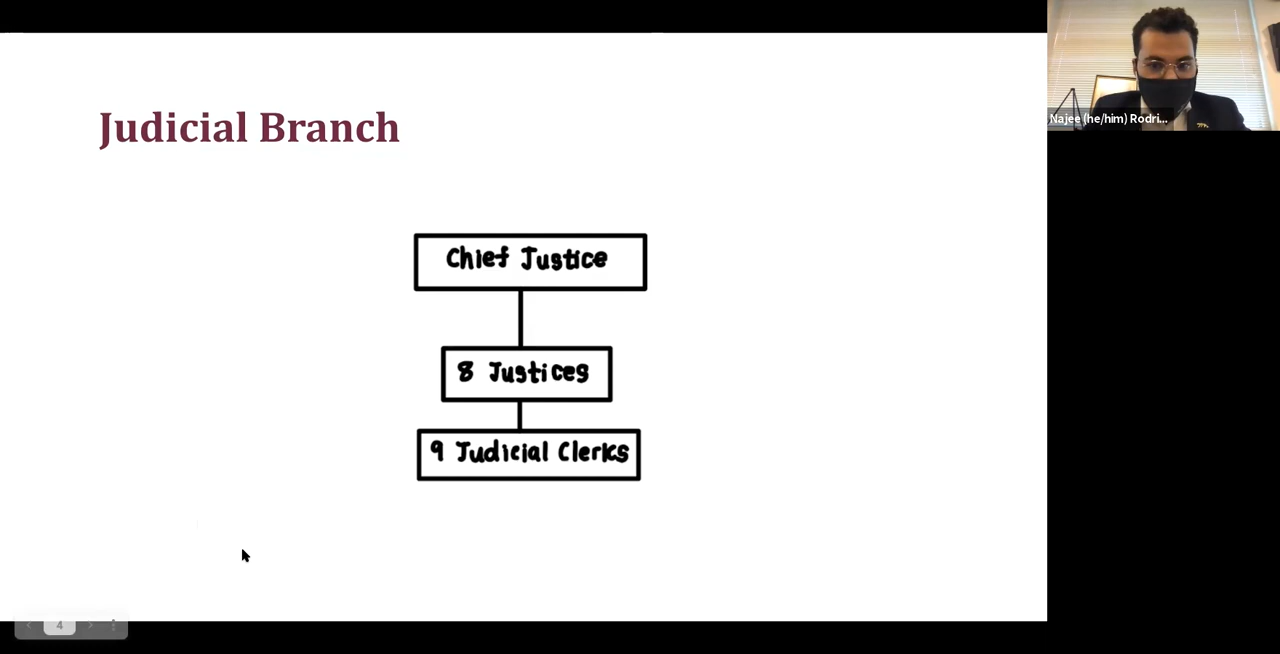 Judicial Branch
Chief Justice
8 Justices
9 Judicial Clerks
4
Najee (he/him) Rodri...